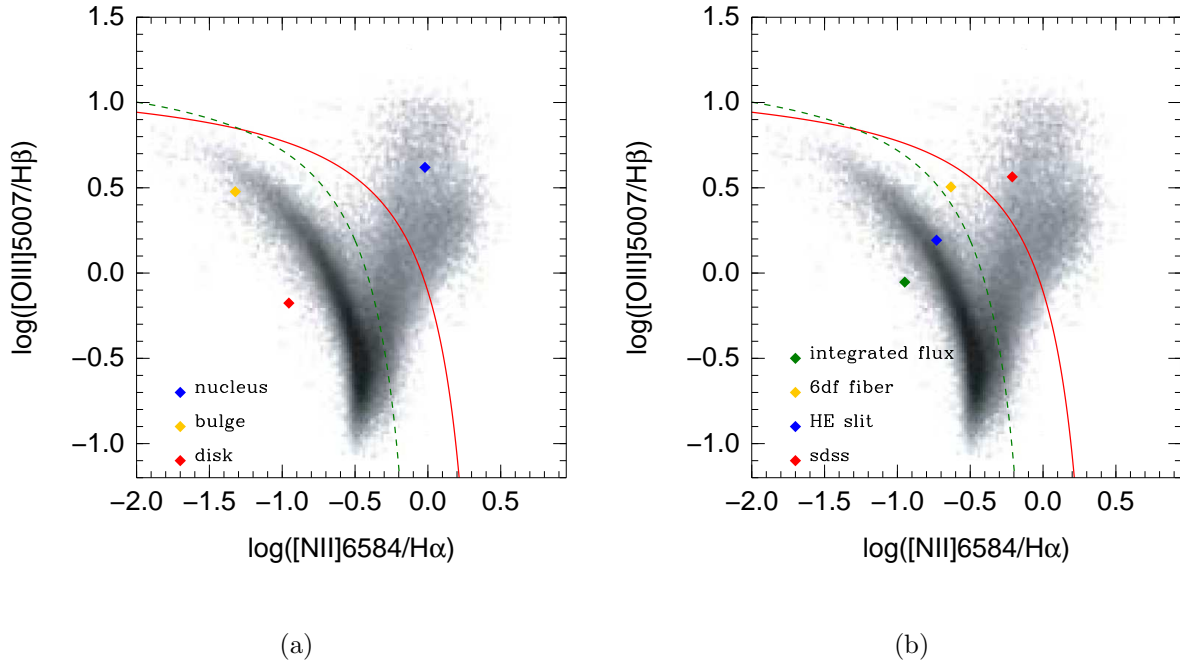 1.5
1.0
0.5
0.0
−0.5
−1.0
log([OIII]5007/Hβ)
nucleus
bulge
disk
−2.0 −1.5 −1.0 −0.5 0.0 0.5
log([NII]6584/Hα)
(a)
1.5
1.0
0.5
0.0
−0.5
−1.0
log([OIII]5007/Hβ)
integrated flux
6df fiber
HE slit
sdss
−2.0 −1.5 −1.0 −0.5 0.0 0.5
log([NII]6584/Hα)
(b)